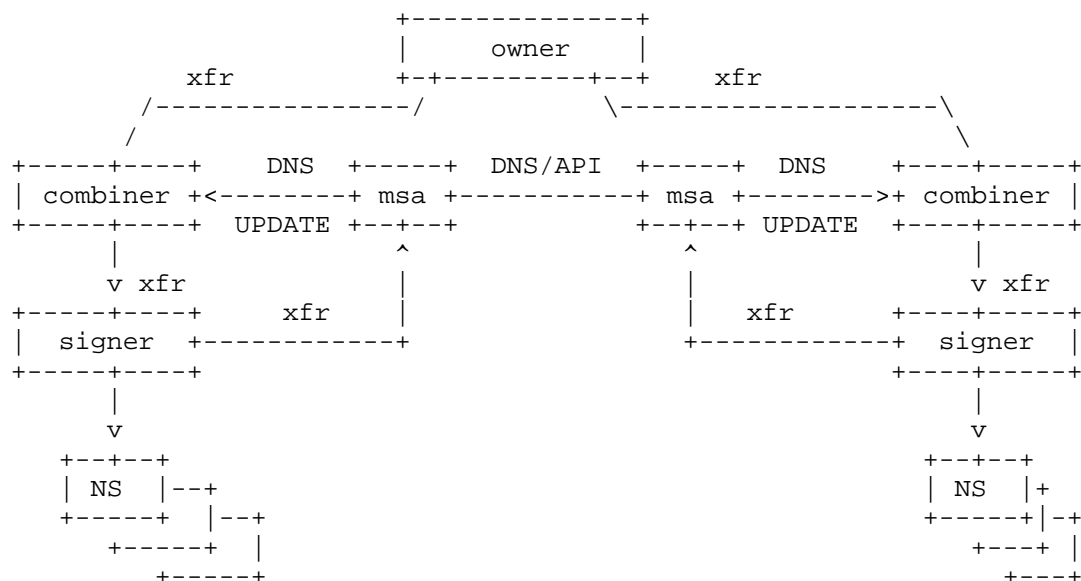 owner
xfr xfr
DNS DNS/API DNS
combiner msa msa combiner
UPDATE UPDATE
xfr xfr
xfr xfr
signer signer
NS NS